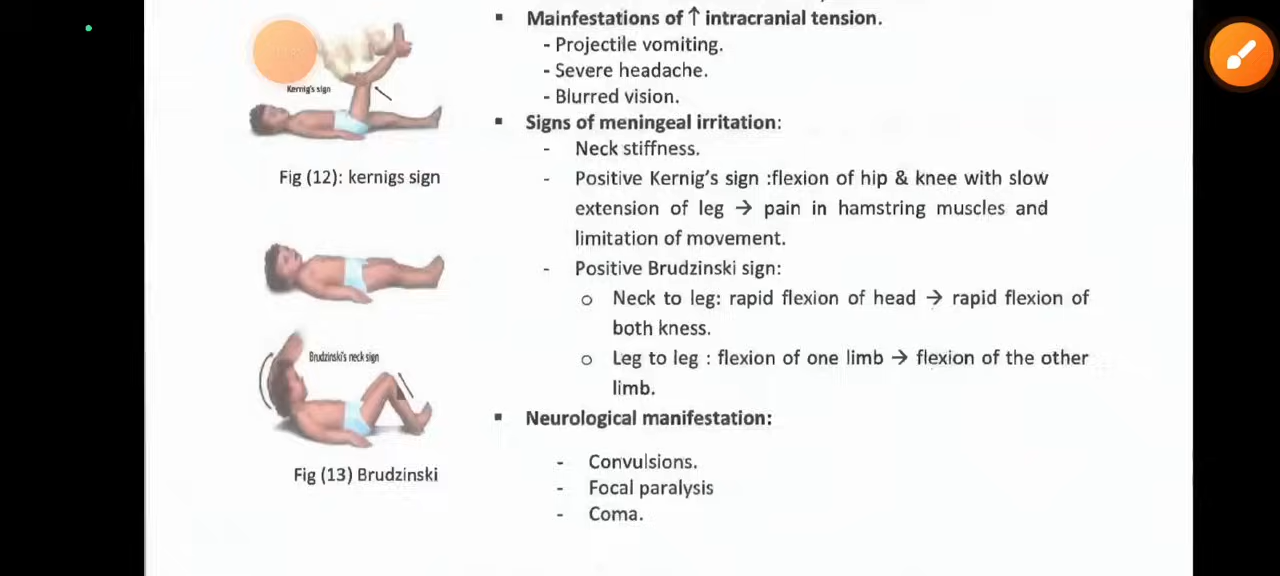 ▪ Mainfestations of ↑ intracranial tension.
- Projectile vomiting.
- Severe headache.
- Blurred vision.
▪ Signs of meningeal irritation:
- Neck stiffness.
- Positive Kernig's sign :flexion of hip & knee with slow
extension of leg → pain in hamstring muscles and
limitation of movement.
- Positive Brudzinski sign:
o Neck to leg: rapid flexion of head → rapid flexion of
both kness.
o Leg to leg : flexion of one limb → flexion of the other
limb.
▪ Neurological manifestation:
- Convulsions.
- Focal paralysis
- Coma.
Kernig's sign
Fig (12): kernigs sign
Brudzinski's neck sign
Fig (13) Brudzinski